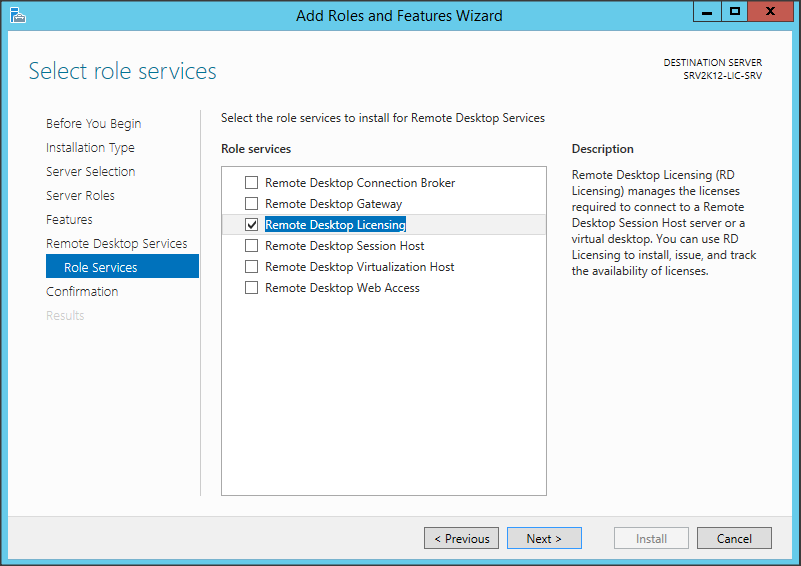 Add Roles and Features Wizard
Select role services
DESTINATION SERVER
SRV2K12-LIC-SRV
Before You Begin
Installation Type
Server Selection
Server Roles
Features
Remote Desktop Services
Role Services
Confirmation
Results
Select the role services to install for Remote Desktop Services
Role services
Remote Desktop Connection Broker
Remote Desktop Gateway
Remote Desktop Licensing
Remote Desktop Session Host
Remote Desktop Virtualization Host
Remote Desktop Web Access
Description
Remote Desktop Licensing (RD
Licensing) manages the licenses
required to connect to a Remote
Desktop Session Host server or a
virtual desktop. You can use RD
Licensing to install, issue, and track
the availability of licenses.
< Previous
Next >
Install
Cancel